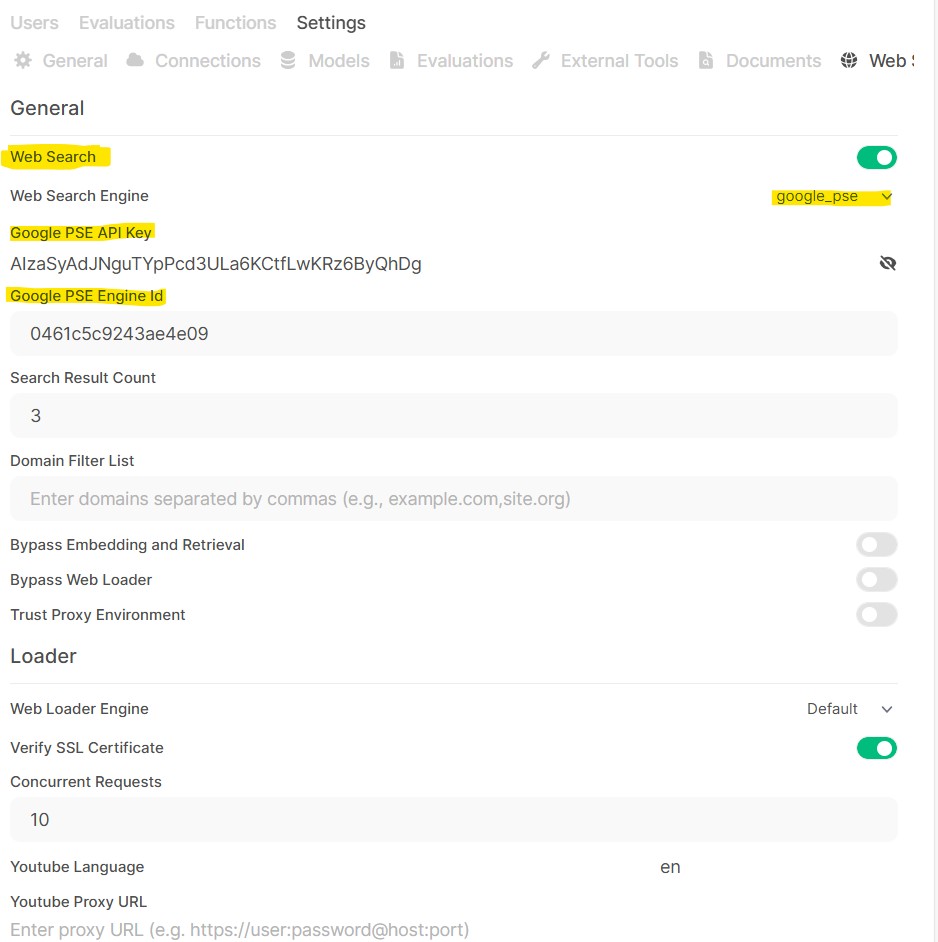 Users Evaluations Functions Settings
General Connections Models Evaluations External Tools Documents Web S
General
Web Search
Web Search Engine google_pse
Google PSE API Key
AIzaSyAdJNguTYpPcd3ULa6KCtfLwKRz6ByQhDg
Google PSE Engine Id
0461c5c9243ae4e09
Search Result Count
3
Domain Filter List
Enter domains separated by commas (e.g., example.com,site.org)
Bypass Embedding and Retrieval
Bypass Web Loader
Trust Proxy Environment
Loader
Web Loader Engine Default
Verify SSL Certificate
Concurrent Requests
10
Youtube Language en
Youtube Proxy URL
Enter proxy URL (e.g. https://user:password@host:port)